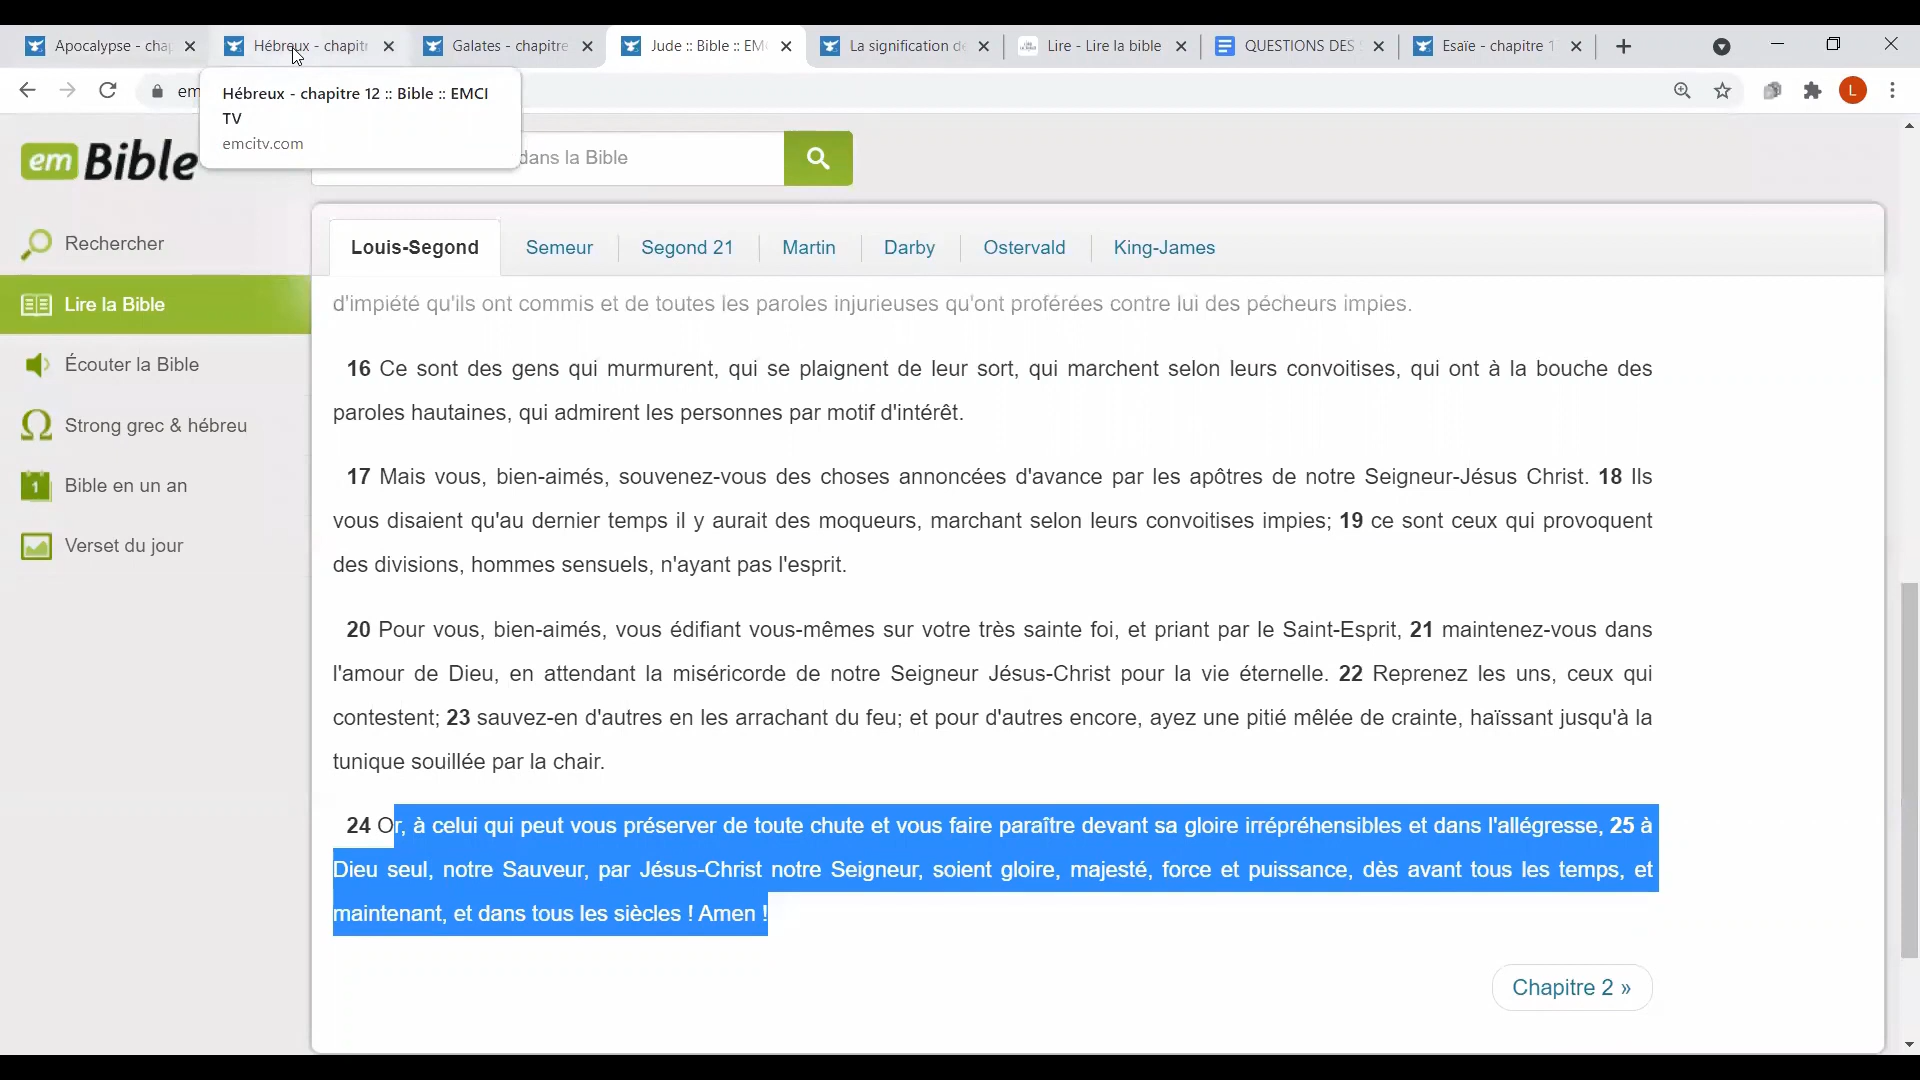 Apocalypse - cha
Hébreux - chapitr
Galates - chapitre
Jude :: Bible :: EM
La signification d
Lire - Lire la bible
QUESTIONS DES
Esaïe - chapitre 1
em
L
Hébreux - chapitre 12 :: Bible :: EMCI
TV
emcitv.com
em Bible
dans la Bible
Rechercher
Lire la Bible
Écouter la Bible
Strong grec & hébreu
1
Bible en un an
Verset du jour
Louis-Segond
Semeur
Segond 21
Martin
Darby
Ostervald
King-James
d'impiété qu'ils ont commis et de toutes les paroles injurieuses qu'ont proférées contre lui des pécheurs impies.
16 Ce sont des gens qui murmurent, qui se plaignent de leur sort, qui marchent selon leurs convoitises, qui ont à la bouche des
paroles hautaines, qui admirent les personnes par motif d'intérêt.
17 Mais vous, bien-aimés, souvenez-vous des choses annoncées d'avance par les apôtres de notre Seigneur-Jésus Christ. 18 Ils
vous disaient qu'au dernier temps il y aurait des moqueurs, marchant selon leurs convoitises impies; 19 ce sont ceux qui provoquent
des divisions, hommes sensuels, n'ayant pas l'esprit.
20 Pour vous, bien-aimés, vous édifiant vous-mêmes sur votre très sainte foi, et priant par le Saint-Esprit, 21 maintenez-vous dans
l'amour de Dieu, en attendant la miséricorde de notre Seigneur Jésus-Christ pour la vie éternelle. 22 Reprenez les uns, ceux qui
contestent; 23 sauvez-en d'autres en les arrachant du feu; et pour d'autres encore, ayez une pitié mêlée de crainte, haïssant jusqu'à la
tunique souillée par la chair.
24 Or, à celui qui peut vous préserver de toute chute et vous faire paraître devant sa gloire irrépréhensibles et dans l'allégresse, 25 à
Dieu seul, notre Sauveur, par Jésus-Christ notre Seigneur, soient gloire, majesté, force et puissance, dès avant tous les temps, et
maintenant, et dans tous les siècles ! Amen !
Chapitre 2 »